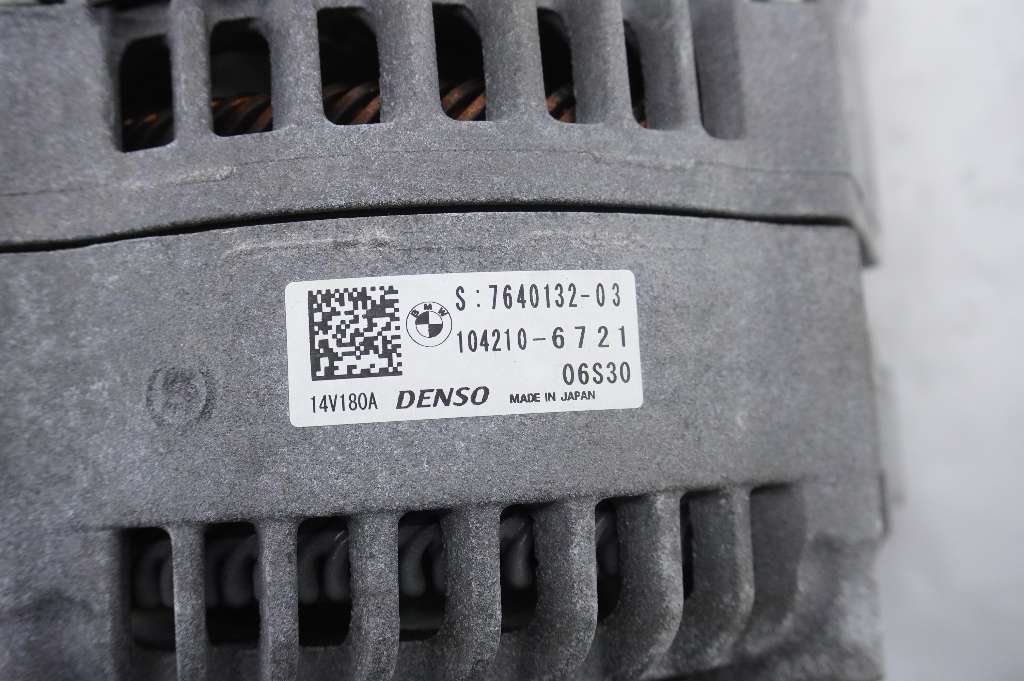 BMW
S:7640132-03
104210-6721
06S30
14V180A DENSO MADE IN JAPAN